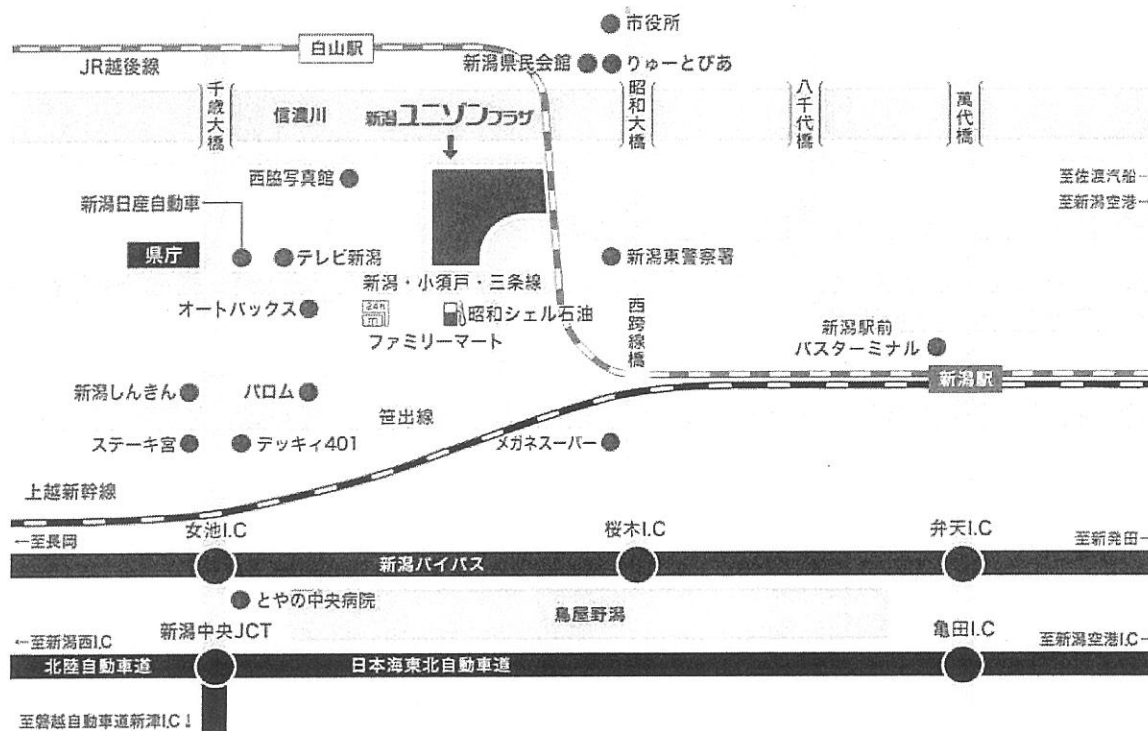 市役所
白山駅
JR越後線
新潟県民会館
りゅーとぴあ
千歳大橋
信濃川
新潟ユニゾンプラザ
昭和大橋
八千代橋
萬代橋
西脇写真館
至佐渡汽船
至新潟空港
新潟日産自動車
県庁
テレビ新潟
新潟東警察署
新潟・小須戸・三条線
オートバックス
24h
昭和シェル石油
ファミリーマート
西跨線橋
新潟駅前
バスターミナル
新潟駅
新潟しんきん
パロム
笹出線
ステーキ宮
デッキィ401
メガネスーパー
上越新幹線
女池I.C
桜木I.C
弁天I.C
←至長岡
新潟バイパス
至新発田
とやの中央病院
鳥屋野潟
新潟中央JCT
亀田I.C
←至新潟西I.C
至新潟空港I.C
北陸自動車道
日本海東北自動車道
至磐越自動車道新津I.C↓